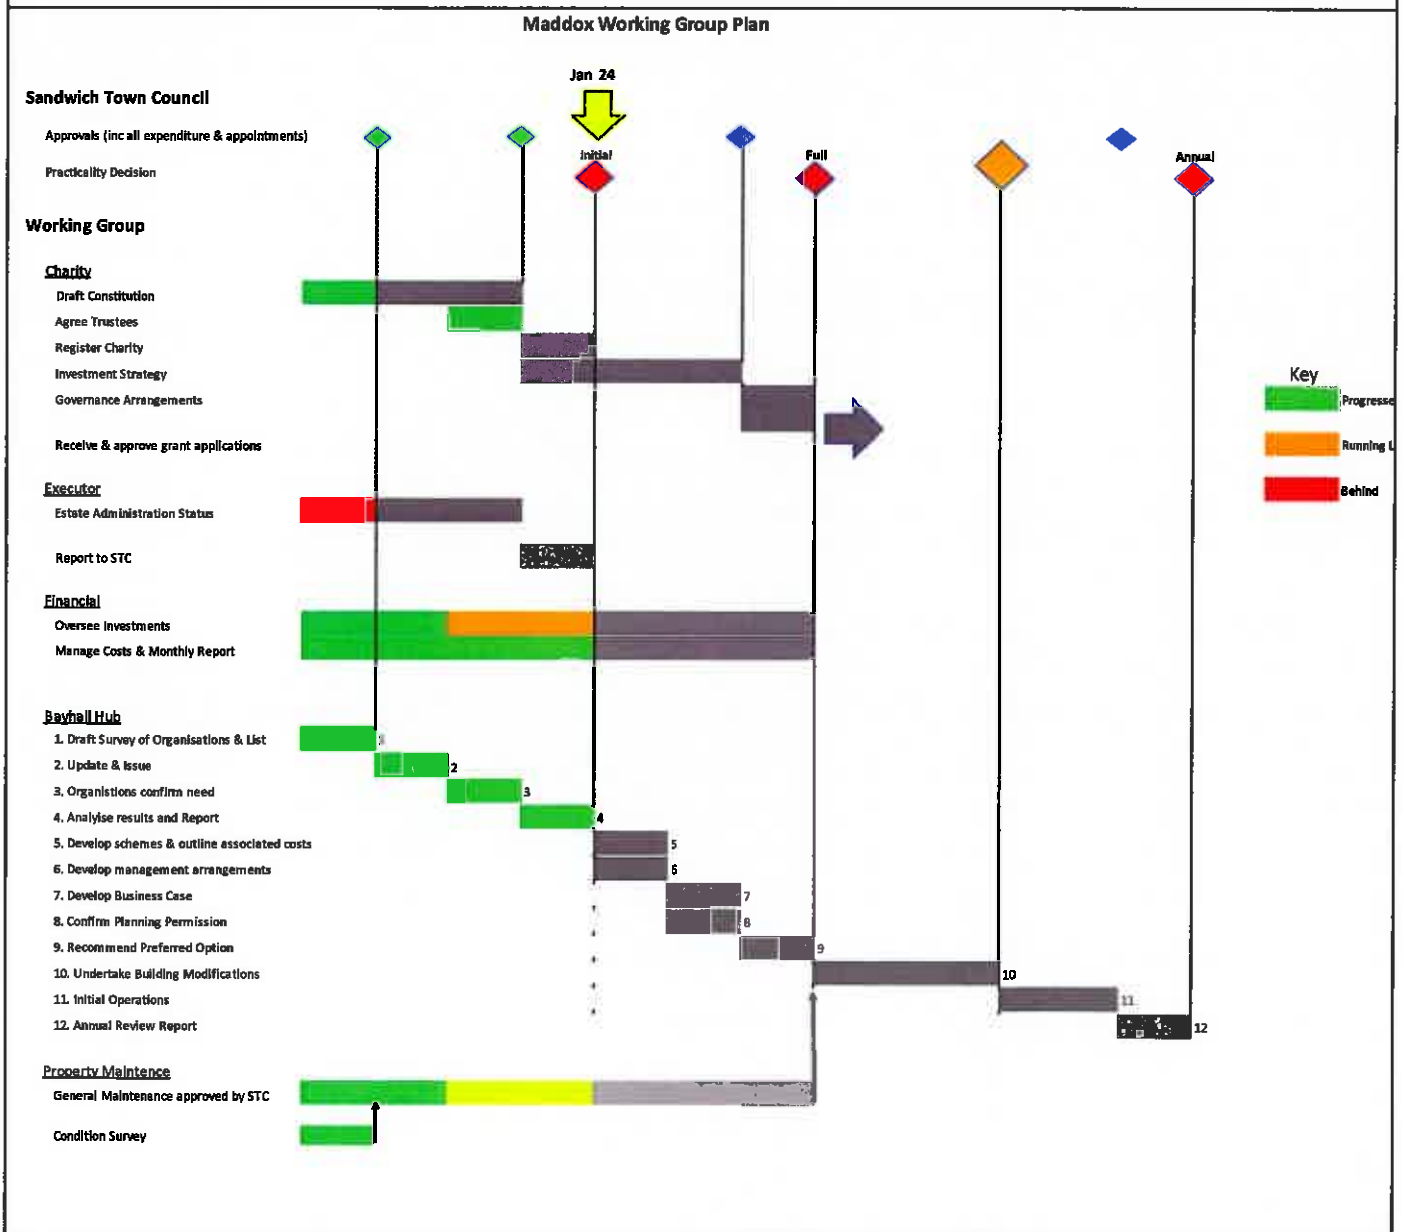 Maddox Working Group Plan
Jan 24
Sandwich Town Council
Approvals (inc all expenditure & appointments)
Initial
Full
Annual
Practicality Decision
Working Group
Charity
Draft Constitution
Agree Trustees
Register Charity
Investment Strategy
Key
Governance Arrangements
Progresse
Receive & approve grant applications
Running L
Executor
Behind
Estate Administration Status
Report to STC
Financial
Oversee Investments
Manage Costs & Monthly Report
Bayhall Hub
1. Draft Survey of Organisations & List
2. Update & Issue 2
3. Organistions confirm need 3
4. Analyise results and Report 4
5. Develop schemes & outline associated costs 5
6. Develop management arrangements 6
7. Develop Business Case 7
8. Confirm Planning Permission 8
9. Recommend Preferred Option 9
10. Undertake Building Modifications 10
11. Initial Operations 11
12. Annual Review Report 12
Property Maintence
General Maintenance approved by STC
Condition Survey